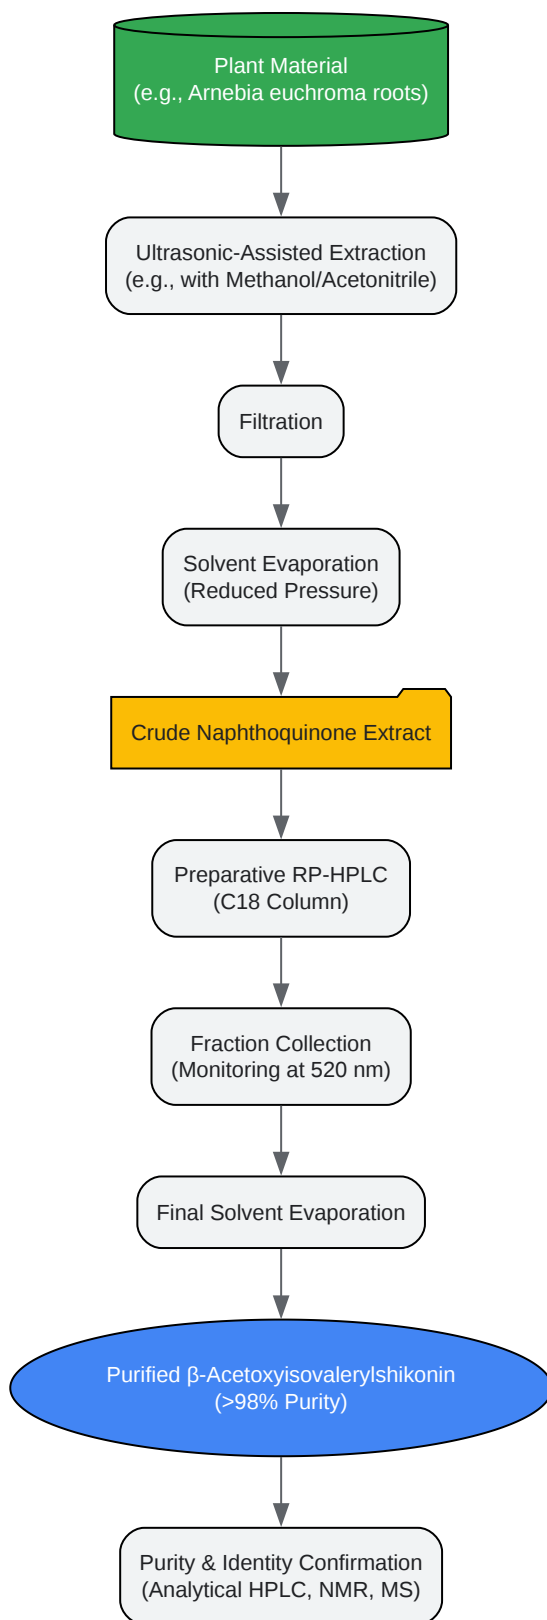 Plant Material
(e.g., Arnebia euchroma roots)
Ultrasonic-Assisted Extraction
(e.g., with Methanol/Acetonitrile)
Filtration
Solvent Evaporation
(Reduced Pressure)
Crude Naphthoquinone Extract
Preparative RP-HPLC
(C18 Column)
Fraction Collection
(Monitoring at 520 nm)
Final Solvent Evaporation
Purified β-Acetoxyisovalerylshikonin
(>98% Purity)
Purity & Identity Confirmation
(Analytical HPLC, NMR, MS)